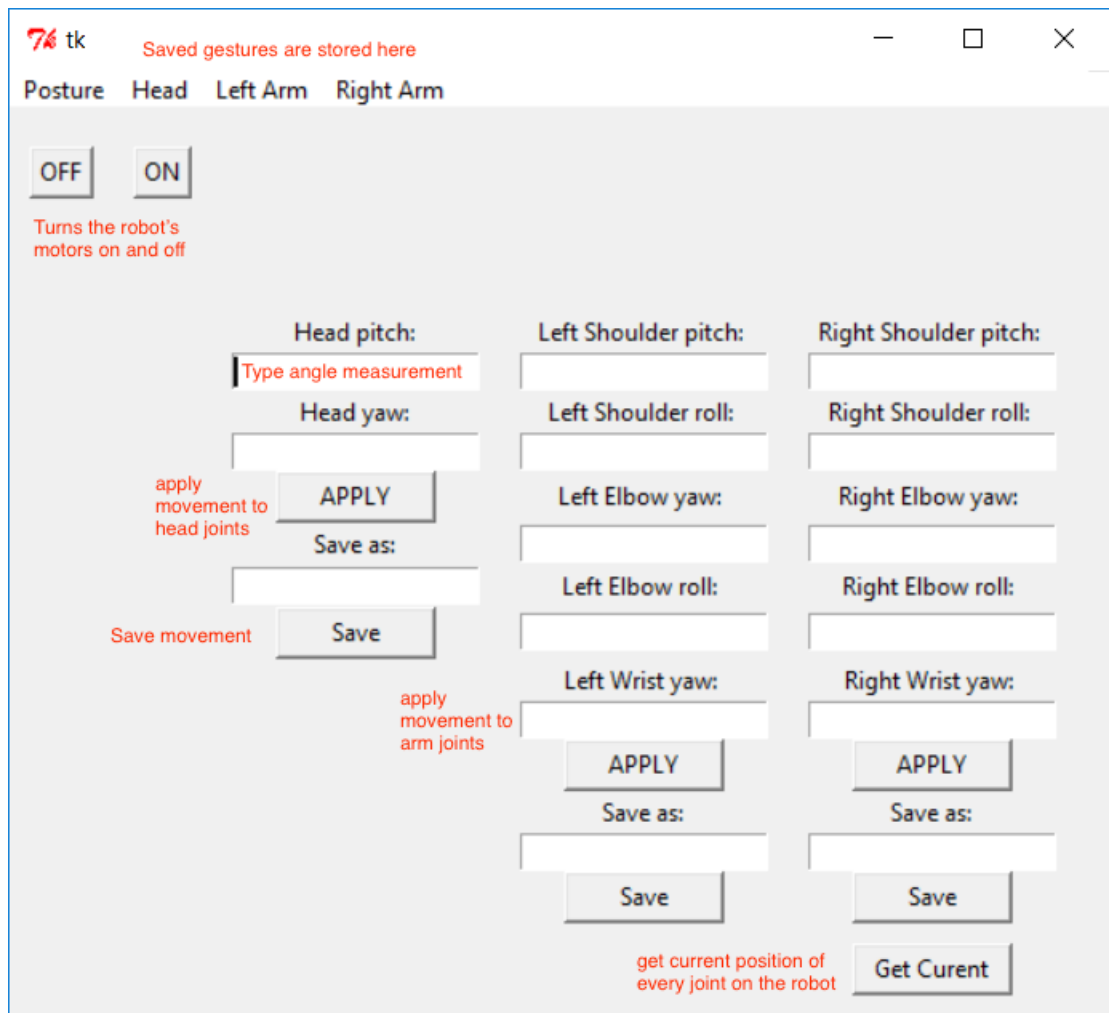 tk
Saved gestures are stored here
Posture Head Left Arm Right Arm
OFF ON
Turns the robot's
motors on and off
Head pitch:
Type angle measurement
Head yaw:
apply
movement to
head joints
APPLY
Save as:
Save movement
Save
Left Shoulder pitch:
Left Shoulder roll:
Left Elbow yaw:
Left Elbow roll:
Left Wrist yaw:
apply
movement to
arm joints
APPLY
Save as:
Save
Right Shoulder pitch:
Right Shoulder roll:
Right Elbow yaw:
Right Elbow roll:
Right Wrist yaw:
APPLY
Save as:
Save
get current position of
every joint on the robot
Get Curent